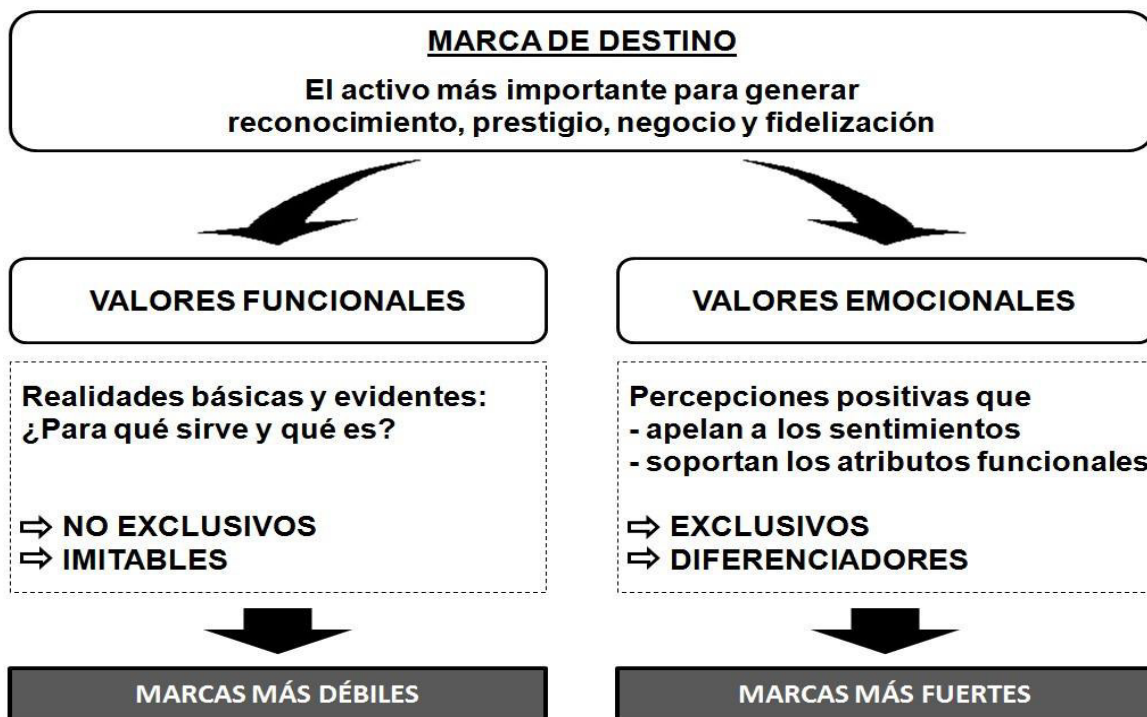 MARCA DE DESTINO
El activo más importante para generar
reconocimiento, prestigio, negocio y fidelización
VALORES FUNCIONALES
Realidades básicas y evidentes:
¿Para qué sirve y qué es?
⇨ NO EXCLUSIVOS
⇨ IMITABLES
MARCAS MÁS DÉBILES
VALORES EMOCIONALES
Percepciones positivas que
- apelan a los sentimientos
- soportan los atributos funcionales
⇨ EXCLUSIVOS
⇨ DIFERENCIADORES
MARCAS MÁS FUERTES